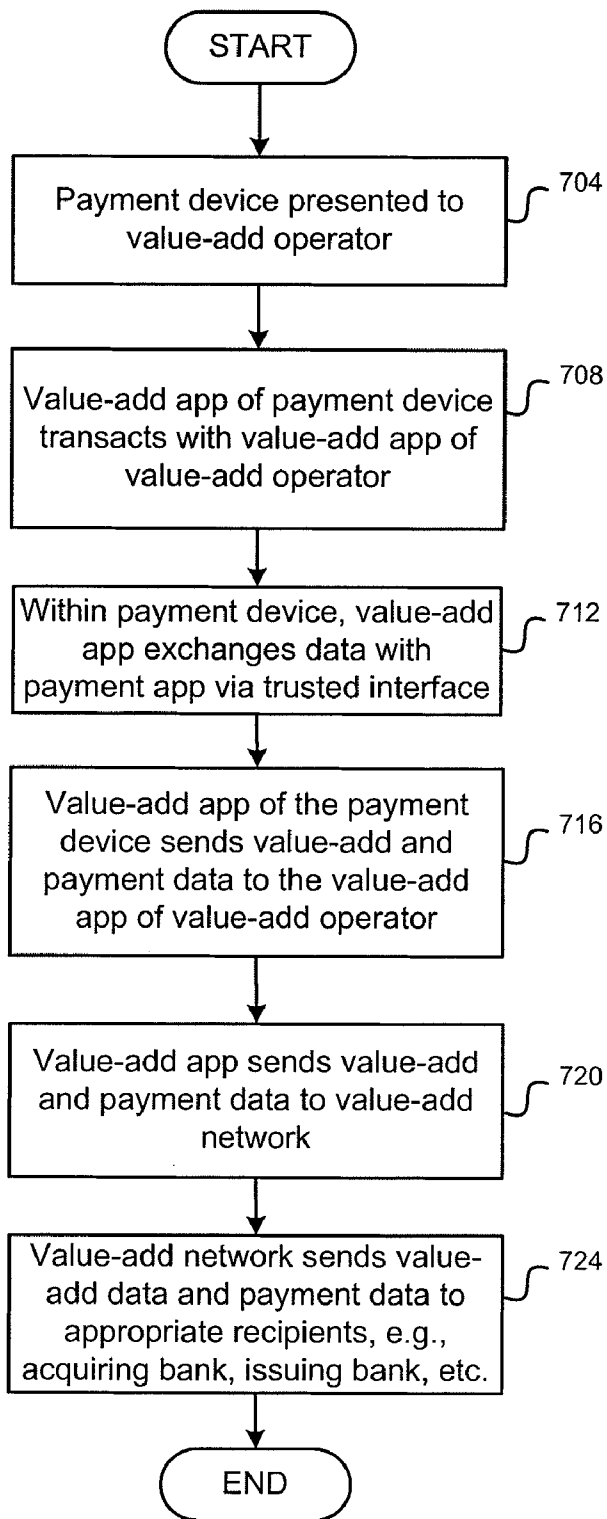 START
Payment device presented to
value-add operator
704
Value-add app of payment device
transacts with value-add app of
value-add operator
708
Within payment device, value-add
app exchanges data with
payment app via trusted interface
712
Value-add app of the payment
device sends value-add and
payment data to the value-add
app of value-add operator
716
Value-add app sends value-add
and payment data to value-add
network
720
Value-add network sends value-
add data and payment data to
appropriate recipients, e.g.,
acquiring bank, issuing bank, etc.
724
END